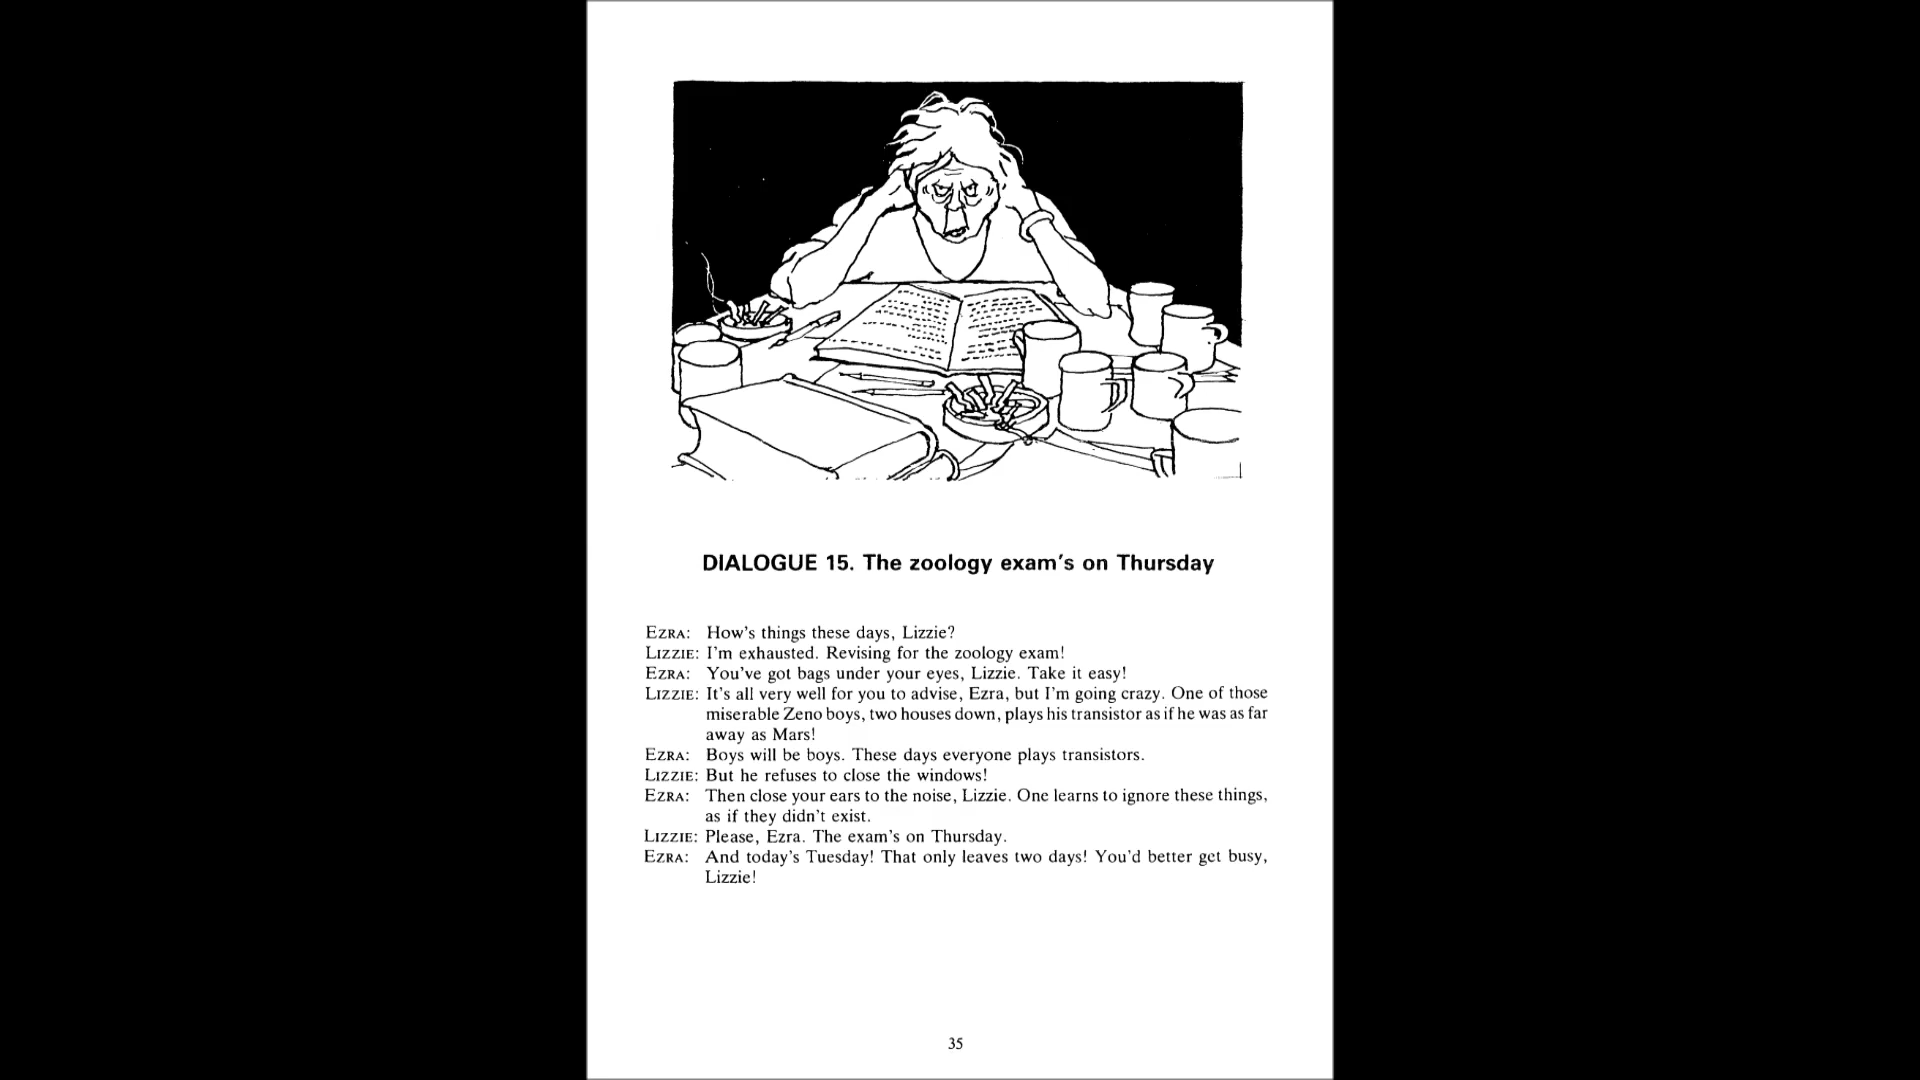 DIALOGUE 15. The zoology exam's on Thursday
EZRA: How's things these days, Lizzie?
LIZZIE: I'm exhausted. Revising for the zoology exam!
EZRA: You've got bags under your eyes, Lizzie. Take it easy!
LIZZIE: It's all very well for you to advise, Ezra, but I'm going crazy. One of those
miserable Zeno boys, two houses down, plays his transistor as if he was as far
away as Mars!
EZRA: Boys will be boys. These days everyone plays transistors.
LIZZIE: But he refuses to close the windows!
EZRA: Then close your ears to the noise, Lizzie. One learns to ignore these things,
as if they didn't exist.
LIZZIE: Please, Ezra. The exam's on Thursday.
EZRA: And today's Tuesday! That only leaves two days! You'd better get busy,
Lizzie!
35